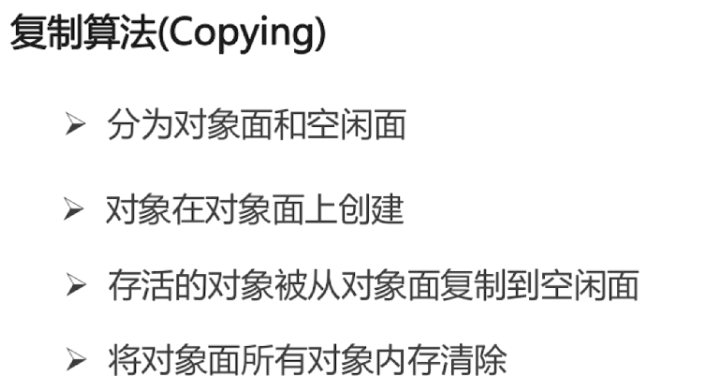 复制算法(Copying)
➢ 分为对象面和空闲面
➢ 对象在对象面上创建
➢ 存活的对象被从对象面复制到空闲面
➢ 将对象面所有对象内存清除